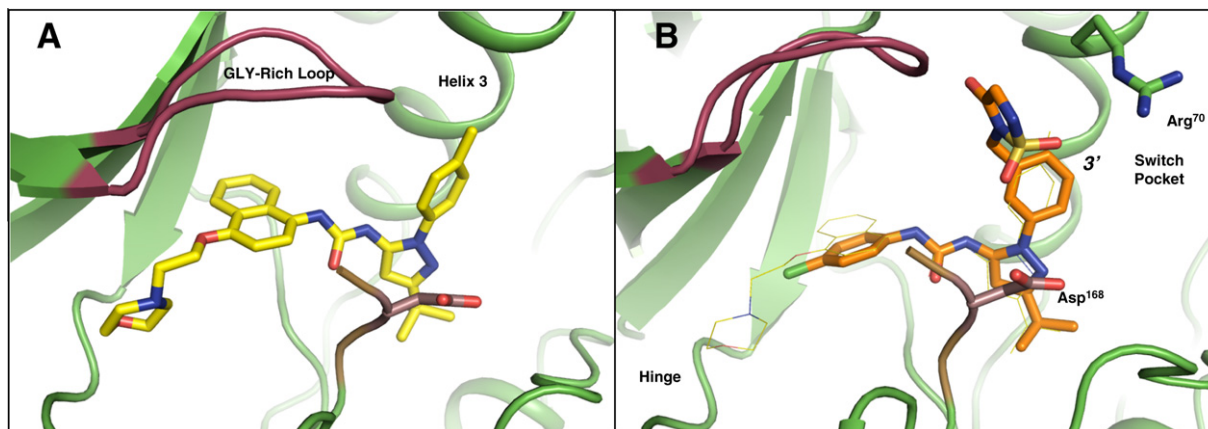 A
GLY-Rich Loop
Helix 3
B
Arg70
3'
Switch
Pocket
Asp168
Hinge